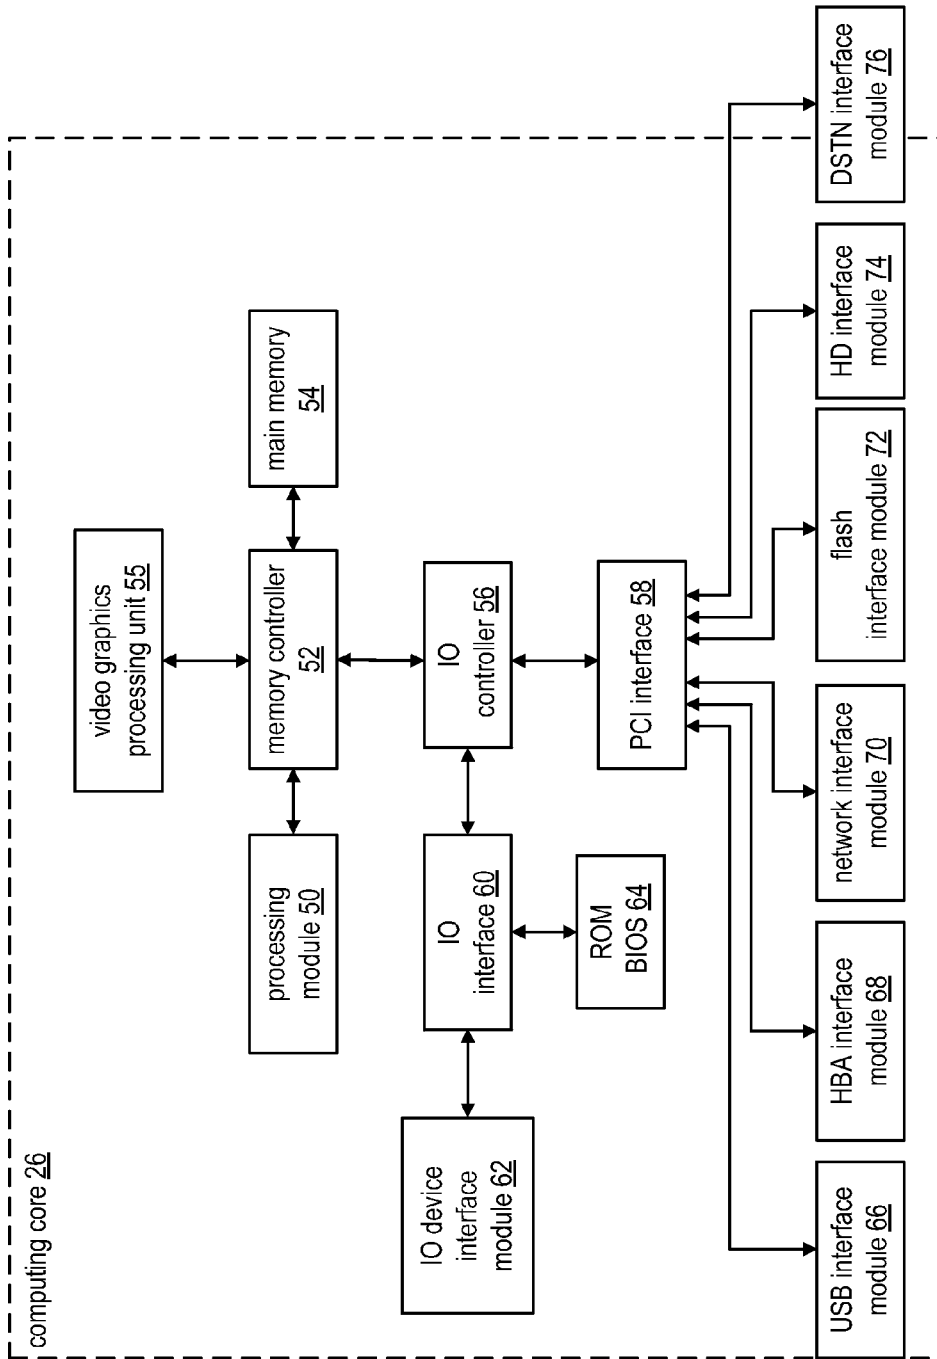 computing core 26
video graphics
processing unit 55
processing
module 50
memory controller
52
main memory
54
IO device
interface
module 62
IO
interface 60
IO
controller 56
ROM
BIOS 64
PCI interface 58
USB interface
module 66
HBA interface
module 68
network interface
module 70
flash
interface module 72
HD interface
module 74
DSTN interface
module 76